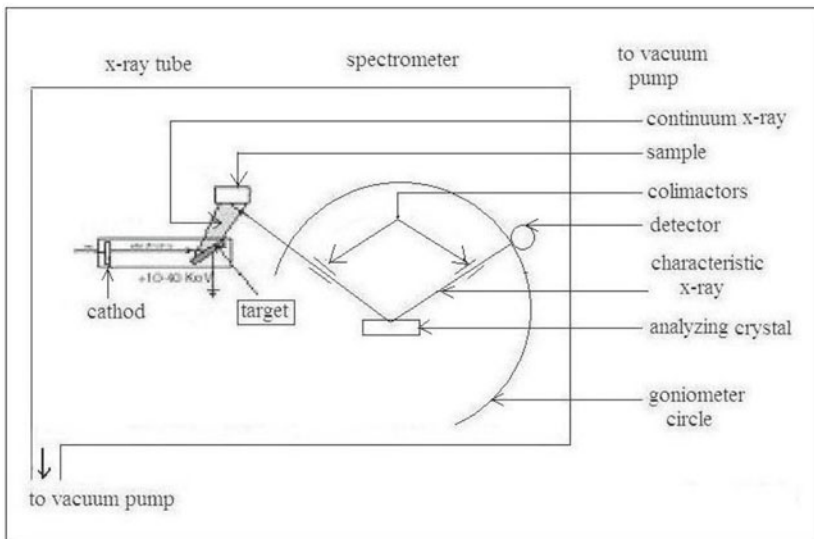 x-ray tube
spectrometer
to vacuum
pump
continuum x-ray
sample
colimactors
detector
characteristic
x-ray
+10-40 KeV
cathod
target
analyzing crystal
goniometer
circle
to vacuum pump